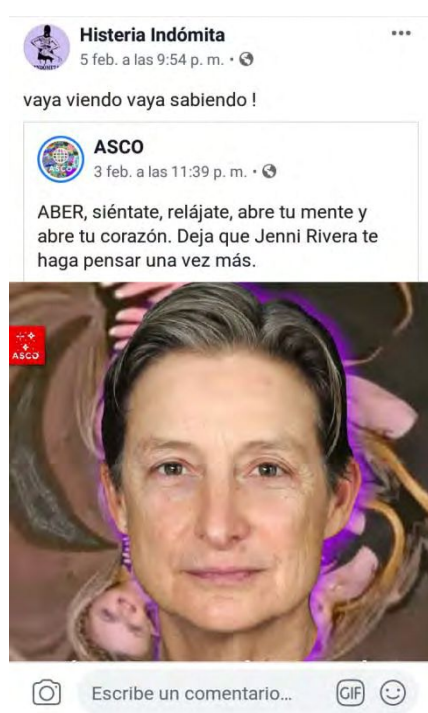 Histeria Indómita
5 feb. a las 9:54 p. m. •
vaya viendo vaya sabiendo !
ASCO
3 feb. a las 11:39 p. m. •
ABER, siéntate, relájate, abre tu mente y
abre tu corazón. Deja que Jenni Rivera te
haga pensar una vez más.
ASCO
Escribe un comentario...
GIF